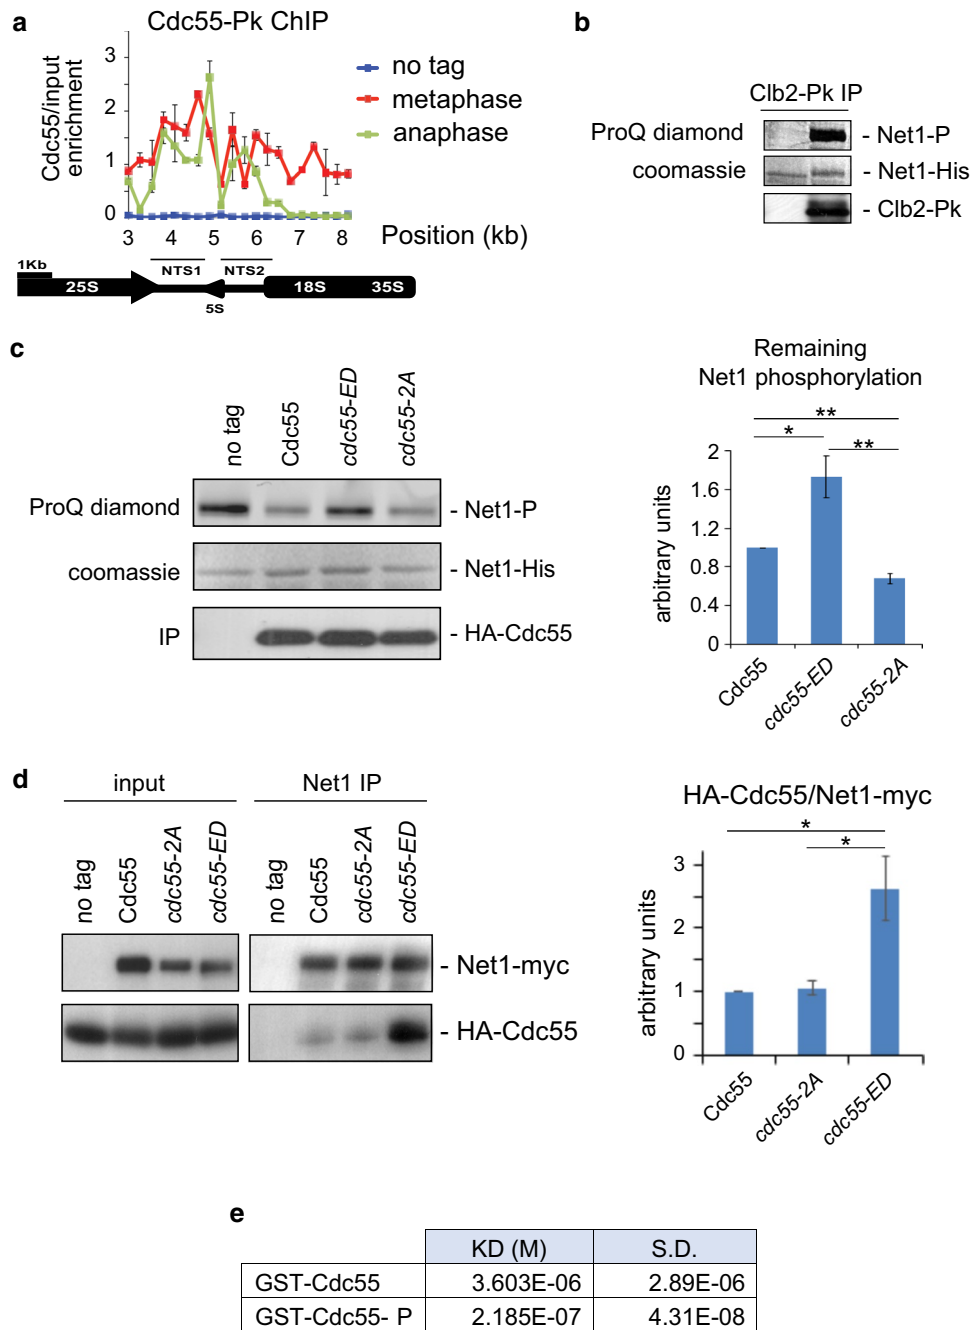 a
Cdc55-Pk ChIP
Cdc55/input
enrichment
3
2
1
0
no tag
metaphase
anaphase
3 4 5 6 7 8 Position (kb)
1Kb
NTS1
NTS2
25S
5S
18S
35S
b
Clb2-Pk IP
ProQ diamond
- Net1-P
coomassie
- Net1-His
- Clb2-Pk
c
no tag
Cdc55
cdc55-ED
cdc55-2A
ProQ diamond
- Net1-P
coomassie
- Net1-His
IP
- HA-Cdc55
Remaining
Net1 phosphorylation
**
*
**
arbitrary units
2
1.6
1.2
0.8
0.4
0
Cdc55
cdc55-ED
cdc55-2A
d
input
Net1 IP
no tag
Cdc55
cdc55-2A
cdc55-ED
no tag
Cdc55
cdc55-2A
cdc55-ED
- Net1-myc
- HA-Cdc55
HA-Cdc55/Net1-myc
*
*
arbitrary units
3
2
1
0
Cdc55
cdc55-2A
cdc55-ED
e
KD (M) S.D.
GST-Cdc55 3.603E-06 2.89E-06
GST-Cdc55- P 2.185E-07 4.31E-08